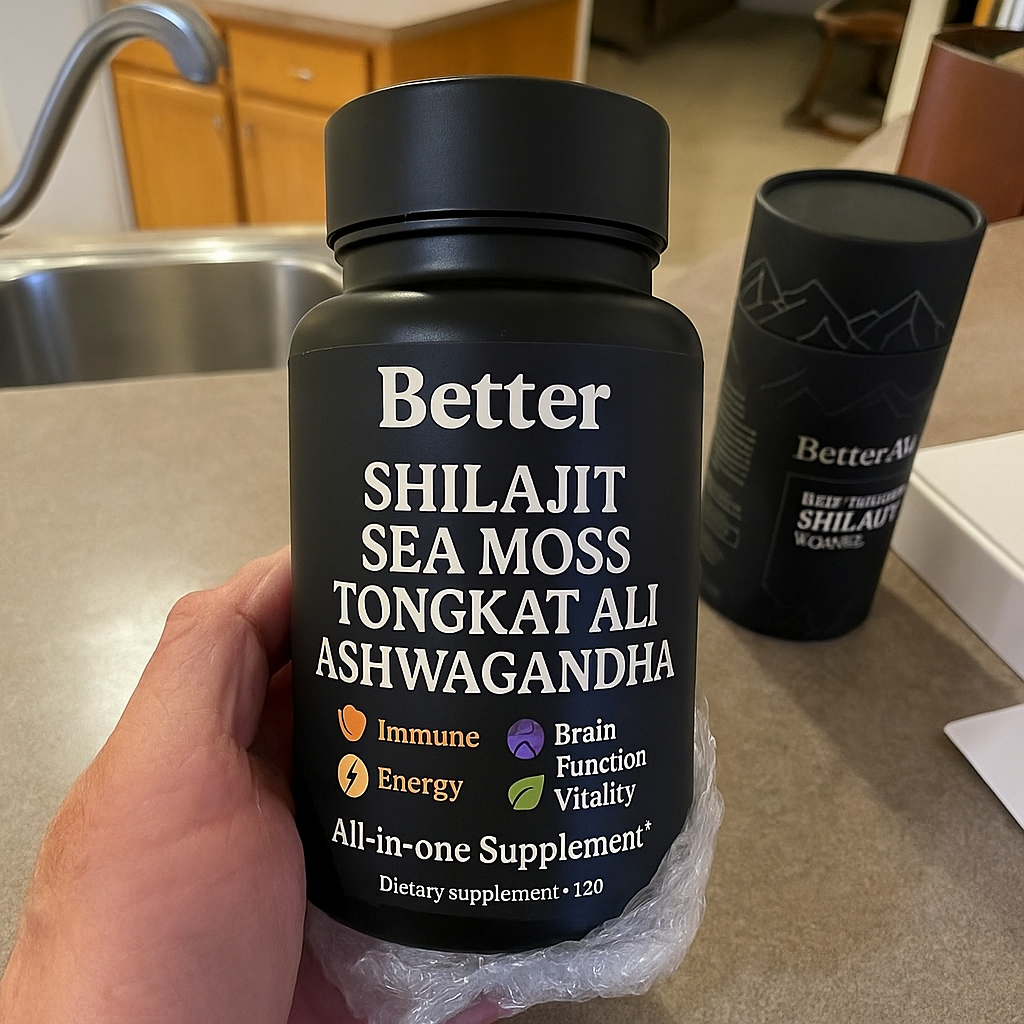 Better
SHILAJIT
SEA MOSS
TONGKAT ALI
ASHWAGANDHA
Immune
Energy
Brain
Function
Vitality
All-in-one Supplement*
Dietary supplement • 120
Better